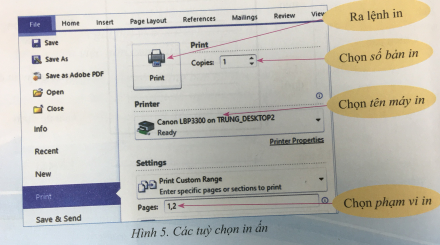 File Home Insert Page Layout References Mailings Review View
Save
Save As
Save as Adobe PDF
Open
Close
Info
Recent
New
Print
Save & Send
Print
Print
Copies: 1
Printer
Canon LBP3300 on TRUNG_DESKTOP2
Ready
Printer Properties
Settings
Print Custom Range
Enter specific pages or sections to print
Pages: 1,2
Ra lệnh in
Chọn số bản in
Chọn tên máy in
Chọn phạm vi in
Hình 5. Các tuỳ chọn in ấn